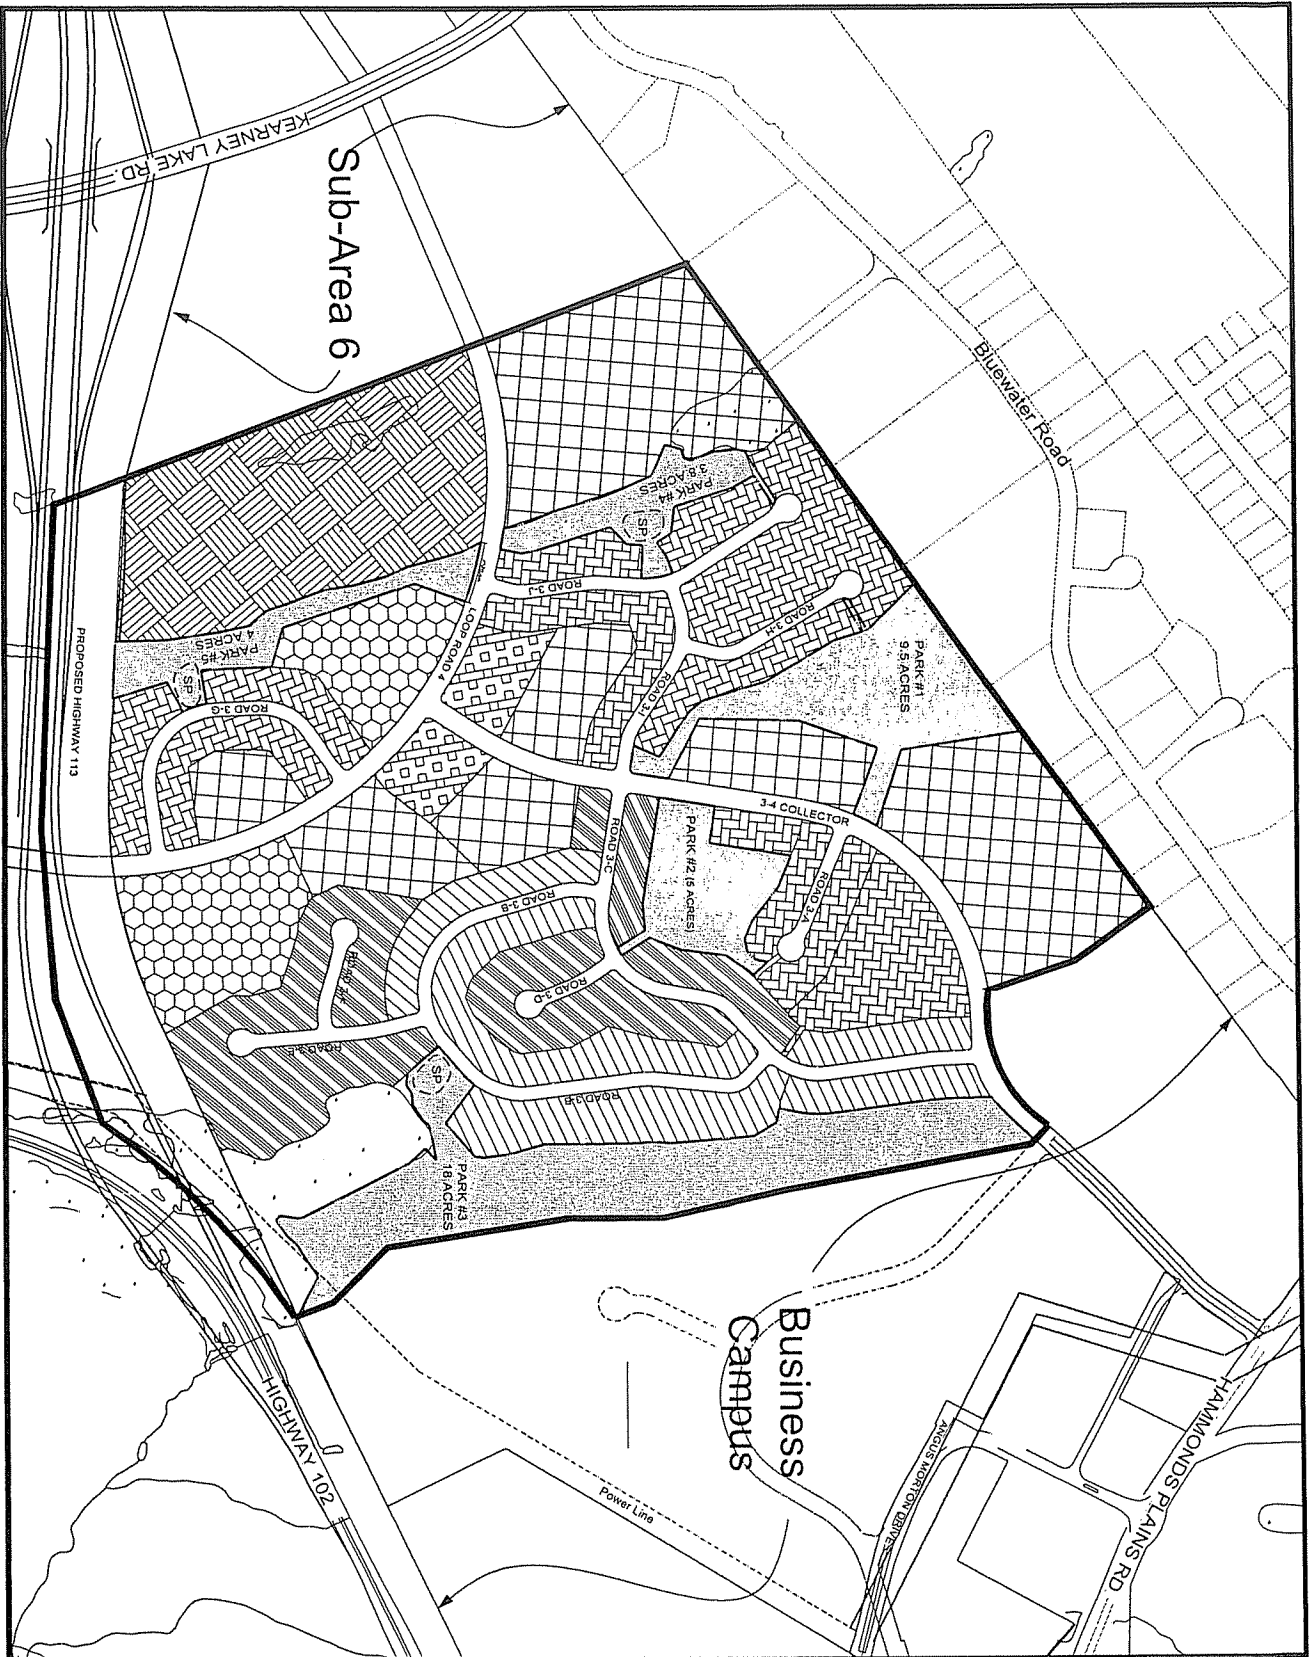 KEARNEY LAKE RD.
Sub-Area 6
Bluewater Road
PARK #4
3.8 ACRES
SP
ROAD 3-J
ROAD 3-H
PARK #1
9.5 ACRES
LOOP ROAD 4
ROAD 3-I
PARK #5
4 ACRES
SP
ROAD 3-G
PROPOSED HIGHWAY 113
3-4 COLLECTOR
PARK #2 (5 ACRES)
ROAD 3-C
ROAD 3-A
ROAD 3-B
ROAD 3-D
ROAD 3-E
SP
ROAD 3-B
PARK #3
18 ACRES
Business
Campus
HAMMONDS PLAINS RD
ANGUS MORTON DRIVE
HIGHWAY 102
Power Line